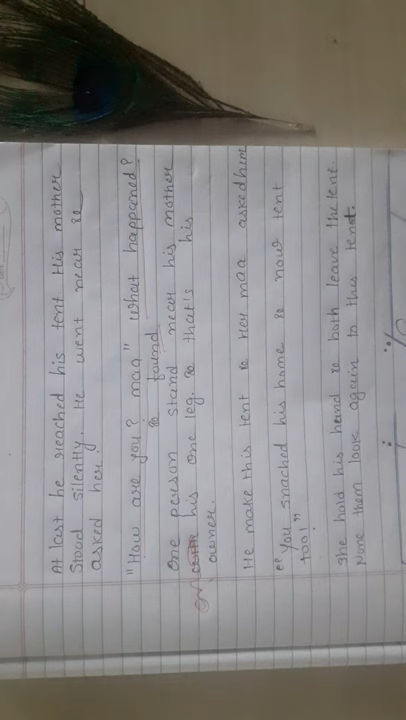 At last he reached his tent His mother
Stood silently. He went near &
asked her.
"How are you? maa" What happened?
& found
One person stand near his mother
on his one leg. & that's his
owner.
He make this tent & Her maa asked him
"You snached his home & now tent
too!"
She hold his hand & both leave the tent.
None them look again to this tent.